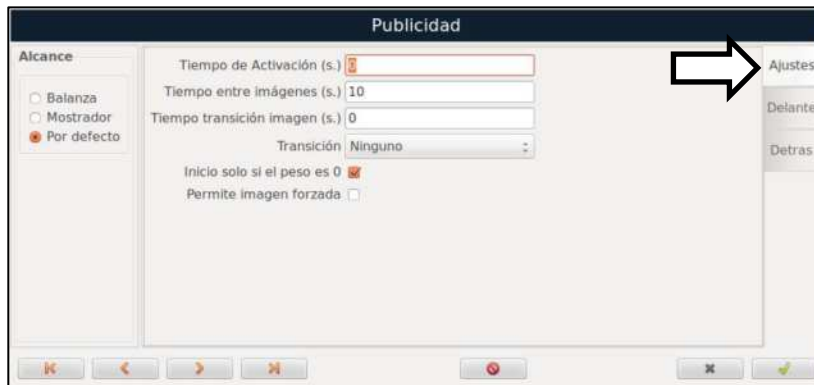 Publicidad
Alcance
Balanza
Mostrador
Por defecto
Tiempo de Activación (s.) 0
Tiempo entre imágenes (s.) 10
Tiempo transición imagen (s.) 0
Transición Ninguno
Inicio solo si el peso es 0
Permite imagen forzada
Ajustes
Delante
Detras